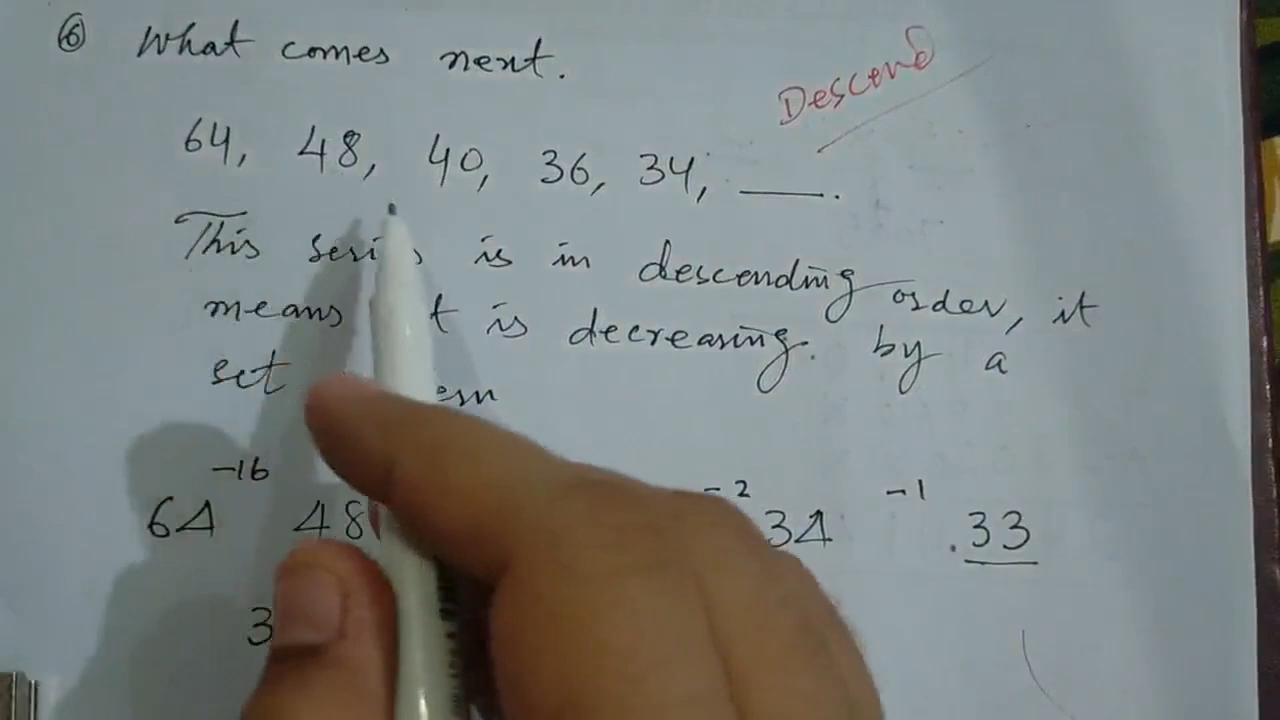 ⑥ What comes next.
Descend
64, 48, 40, 36, 34, ___.
This is in descending order, it
means is decreasing. by a
set
-16 -2 -1
64 48 34 .33
3